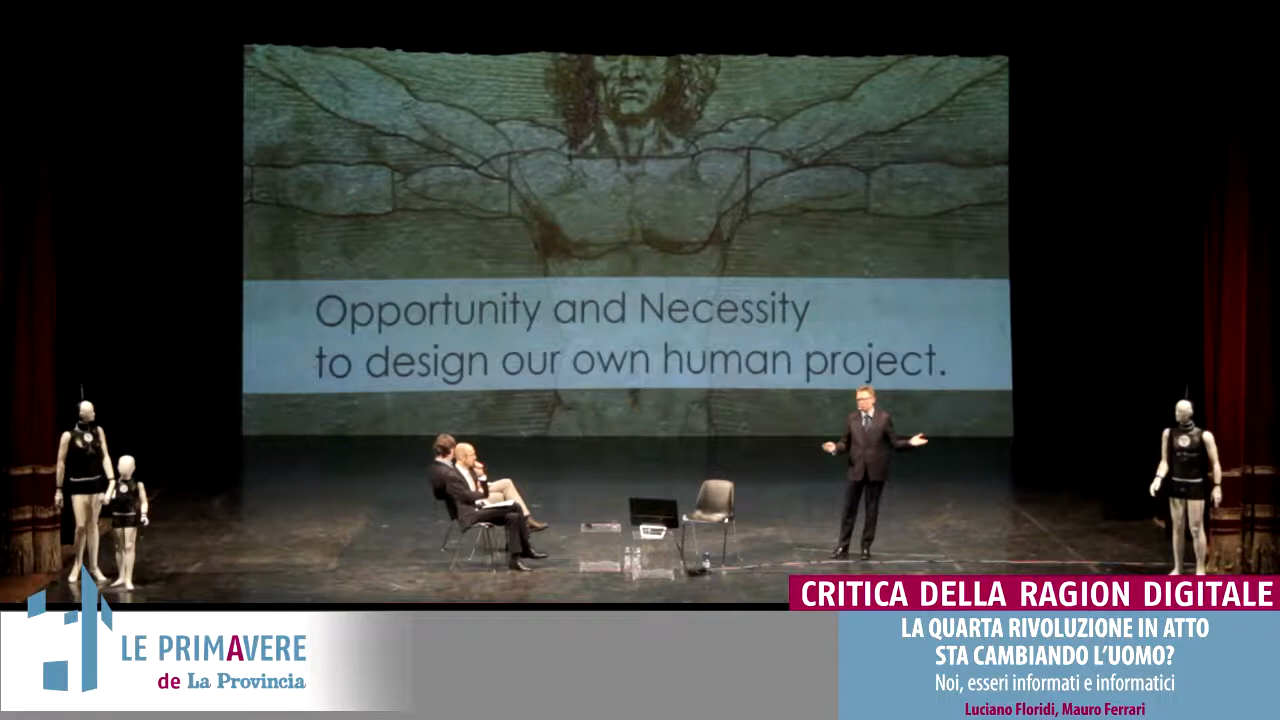 Opportunity and Necessity
to design our own human project.
CRITICA DELLA RAGION DIGITALE
LA QUARTA RIVOLUZIONE IN ATTO
STA CAMBIANDO L'UOMO?
Noi, esseri informati e informatici
Luciano Floridi, Mauro Ferrari
LE PRIMAVERE
de La Provincia